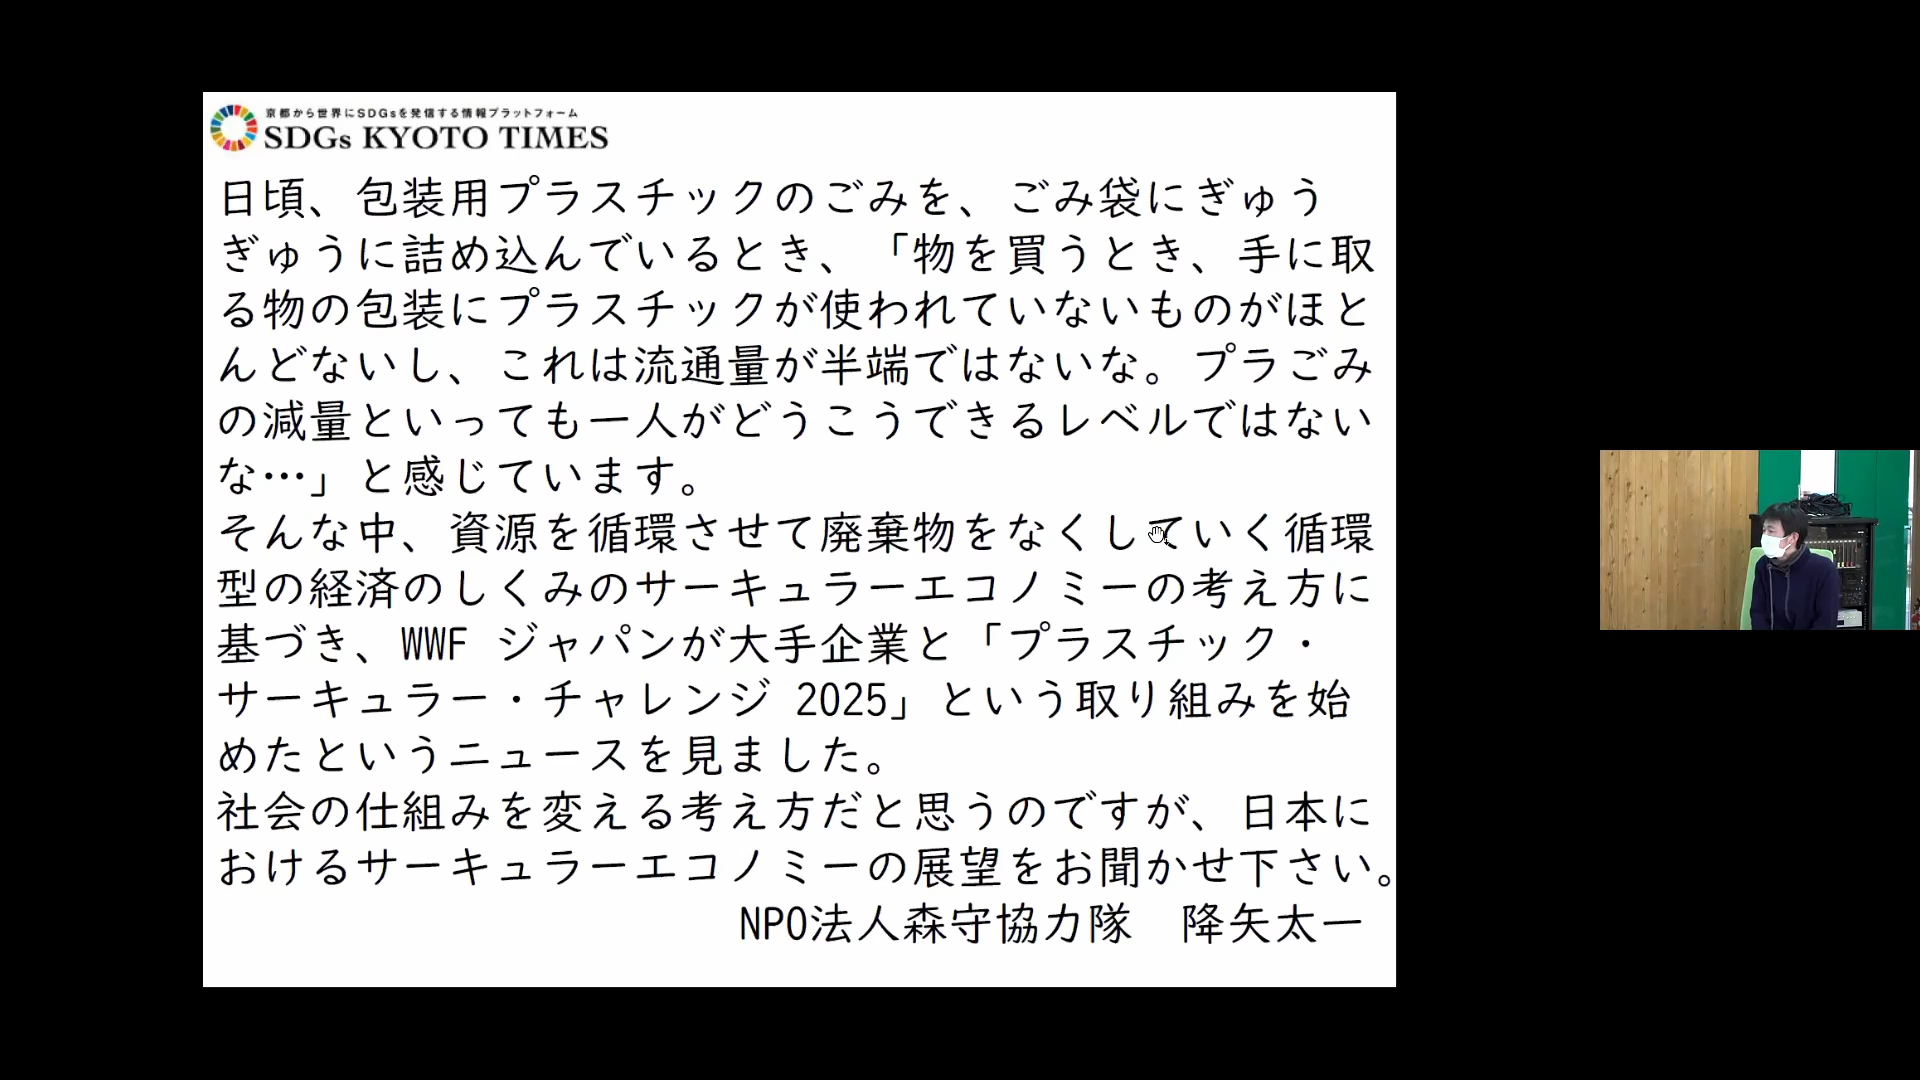 京都から世界にSDGsを発信する情報プラットフォーム
SDGs KYOTO TIMES
日頃、包装用プラスチックのごみを、ごみ袋にぎゅう
ぎゅうに詰め込んでいるとき、「物を買うとき、手に取
る物の包装にプラスチックが使われていないものがほと
んどないし、これは流通量が半端ではないな。プラごみ
の減量といっても一人がどうこうできるレベルではない
な…」と感じています。
そんな中、資源を循環させて廃棄物をなくしていく循環
型の経済のしくみのサーキュラーエコノミーの考え方に
基づき、WWF ジャパンが大手企業と「プラスチック・
サーキュラー・チャレンジ 2025」という取り組みを始
めたというニュースを見ました。
社会の仕組みを変える考え方だと思うのですが、日本に
おけるサーキュラーエコノミーの展望をお聞かせ下さい。
NPO法人森守協力隊　降矢太一